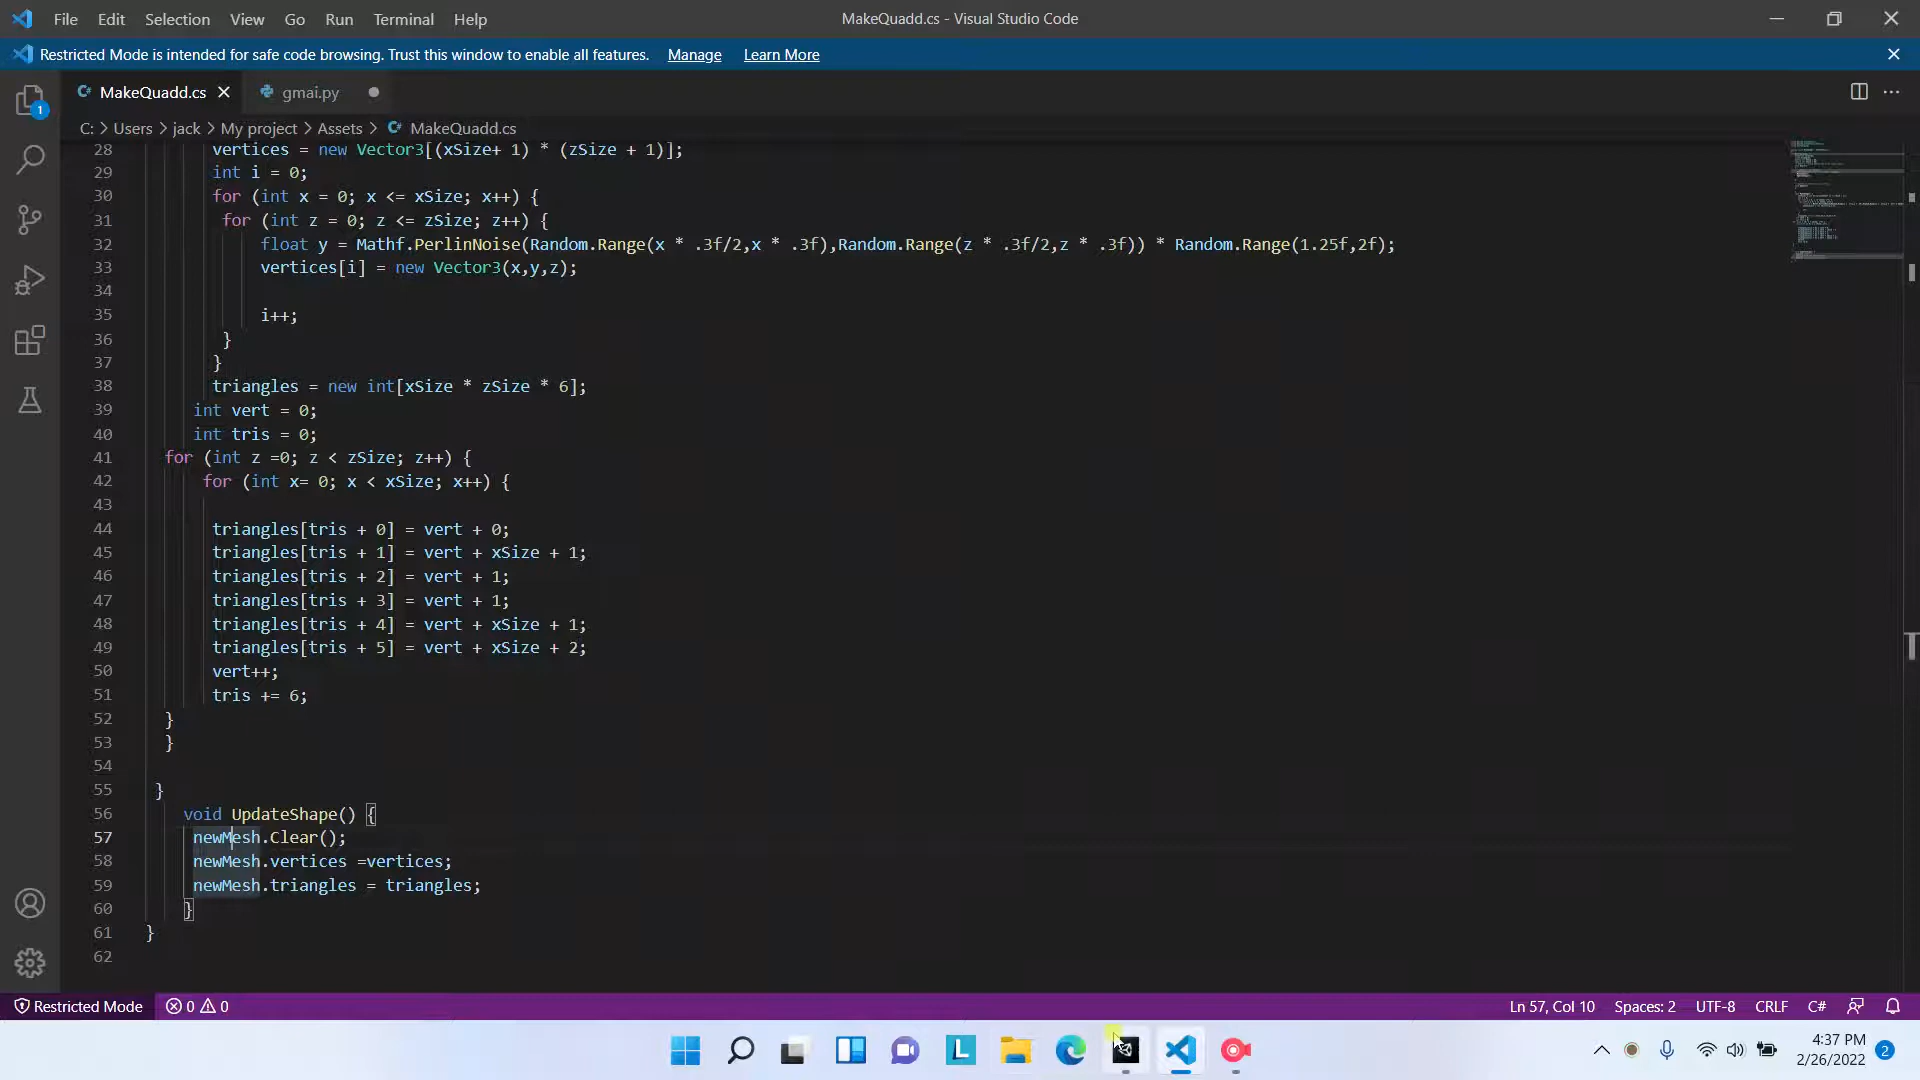 File Edit Selection View Go Run Terminal Help
MakeQuadd.cs - Visual Studio Code
Restricted Mode is intended for safe code browsing. Trust this window to enable all features. Manage Learn More
1
C# MakeQuadd.cs gmai.py
C: > Users > jack > My project > Assets > C# MakeQuadd.cs
28 vertices = new Vector3[(xSize+ 1) * (zSize + 1)];
29 int i = 0;
30 for (int x = 0; x <= xSize; x++) {
31 for (int z = 0; z <= zSize; z++) {
32 float y = Mathf.PerlinNoise(Random.Range(x * .3f/2,x * .3f),Random.Range(z * .3f/2,z * .3f)) * Random.Range(1.25f,2f);
33 vertices[i] = new Vector3(x,y,z);
34
35 i++;
36 }
37 }
38 triangles = new int[xSize * zSize * 6];
39 int vert = 0;
40 int tris = 0;
41 for (int z =0; z < zSize; z++) {
42 for (int x= 0; x < xSize; x++) {
43
44 triangles[tris + 0] = vert + 0;
45 triangles[tris + 1] = vert + xSize + 1;
46 triangles[tris + 2] = vert + 1;
47 triangles[tris + 3] = vert + 1;
48 triangles[tris + 4] = vert + xSize + 1;
49 triangles[tris + 5] = vert + xSize + 2;
50 vert++;
51 tris += 6;
52 }
53 }
54
55 }
56 void UpdateShape() {
57 newMesh.Clear();
58 newMesh.vertices =vertices;
59 newMesh.triangles = triangles;
60 }
61 }
62
Restricted Mode 0 0 Ln 57, Col 10 Spaces: 2 UTF-8 CRLF C#
L
4:37 PM
2/26/2022 2